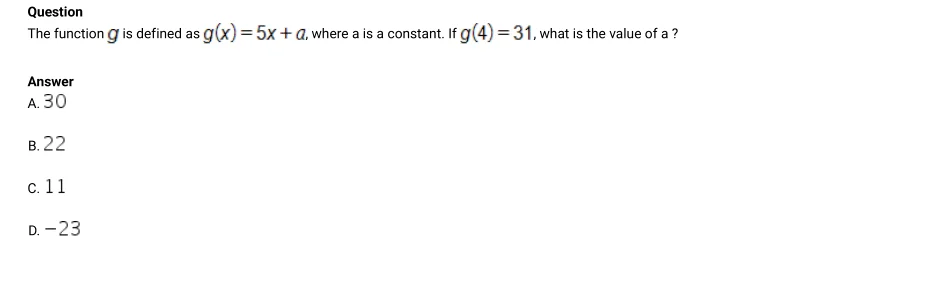 Question
The function g is defined as g(x) = 5x + a, where a is a constant. If g(4) = 31, what is the value of a ?
Answer
A. 30
B. 22
C. 11
D. −23